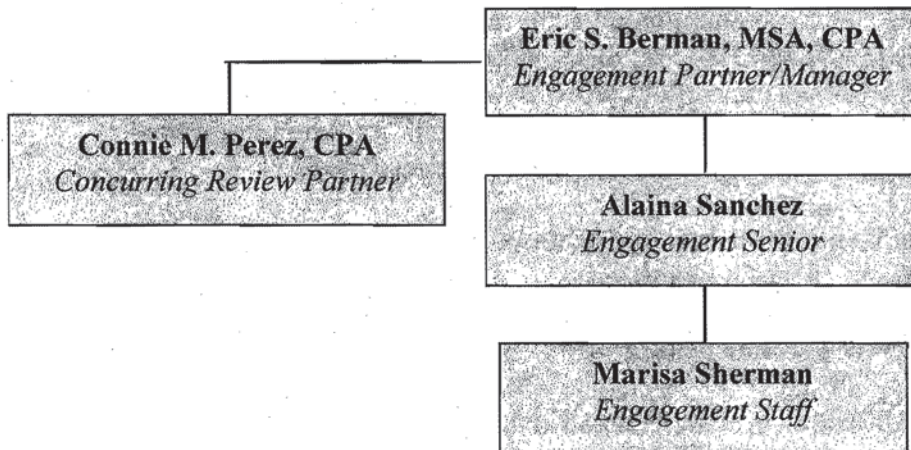 Eric S. Berman, MSA, CPA
Engagement Partner/Manager
Connie M. Perez, CPA
Concurring Review Partner
Alaina Sanchez
Engagement Senior
Marisa Sherman
Engagement Staff